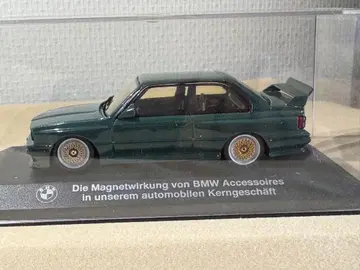 Die Magnetwirkung von BMW Accessoires
in unserem automobilen Kerngeschäft